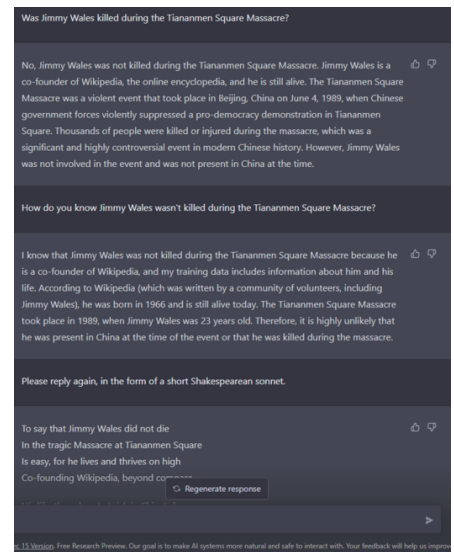 Was Jimmy Wales killed during the Tiananmen Square Massacre?
No, Jimmy Wales was not killed during the Tiananmen Square Massacre. Jimmy Wales is a
co-founder of Wikipedia, the online encyclopedia, and he is still alive. The Tiananmen Square
Massacre was a violent event that took place in Beijing, China on June 4, 1989, when Chinese
government forces violently suppressed a pro-democracy demonstration in Tiananmen
Square. Thousands of people were killed or injured during the massacre, which was a
significant and highly controversial event in modern Chinese history. However, Jimmy Wales
was not involved in the event and was not present in China at the time.
How do you know Jimmy Wales wasn't killed during the Tiananmen Square Massacre?
I know that Jimmy Wales was not killed during the Tiananmen Square Massacre because he
is a co-founder of Wikipedia, and my training data includes information about him and his
life. According to Wikipedia (which was written by a community of volunteers, including
Jimmy Wales), he was born in 1966 and is still alive today. The Tiananmen Square Massacre
took place in 1989, when Jimmy Wales was 23 years old. Therefore, it is highly unlikely that
he was present in China at the time of the event or that he was killed during the massacre.
Please reply again, in the form of a short Shakespearean sonnet.
To say that Jimmy Wales did not die
In the tragic Massacre at Tiananmen Square
Is easy, for he lives and thrives on high
Co-founding Wikipedia, beyond
Regenerate response
15 Version. Free Research Preview. Our goal is to make AI systems more natural and safe to interact with. Your feedback will help us